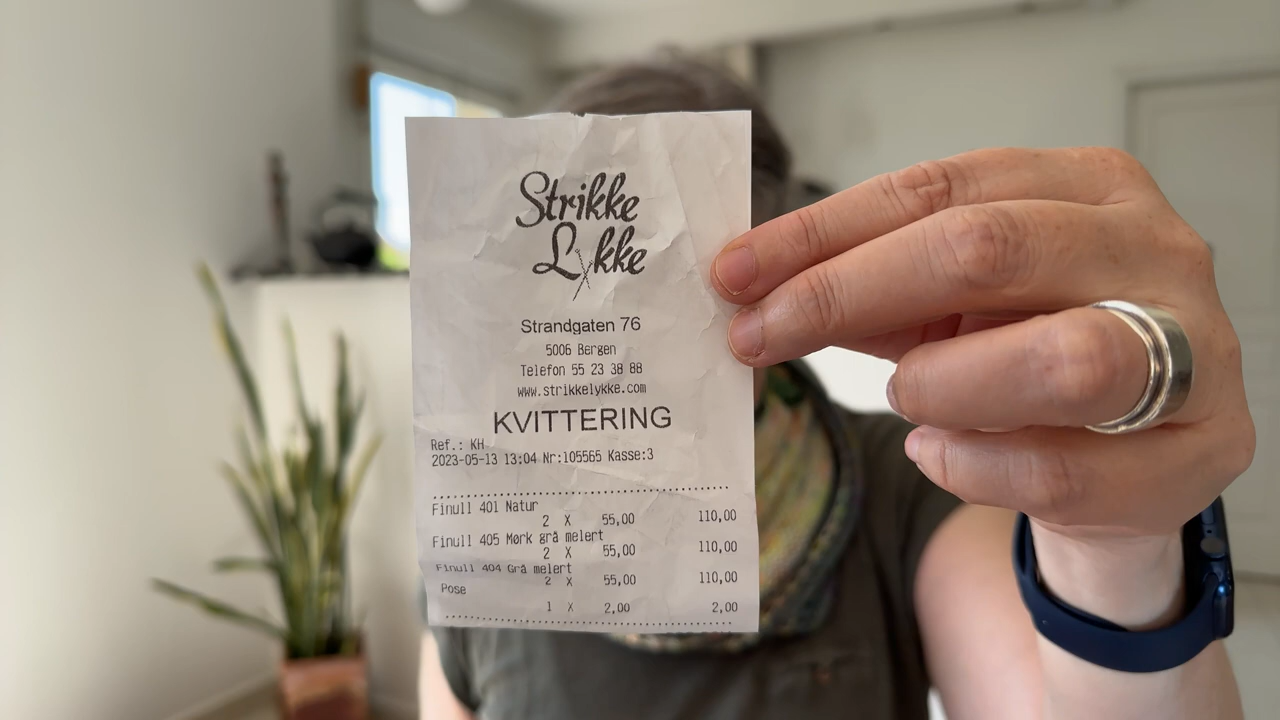 Strikke
Lykke
Strandgaten 76
5006 Bergen
Telefon 55 23 38 88
www.strikkelykke.com
KVITTERING
Ref.: KH
2023-05-13 13:04 Nr:105565 Kasse:3
Finull 401 Natur
2 X 55,00 110,00
Finull 405 Mørk grå melert
2 X 55,00 110,00
Finull 404 Grå melert
2 X 55,00 110,00
Pose
1 X 2,00 2,00